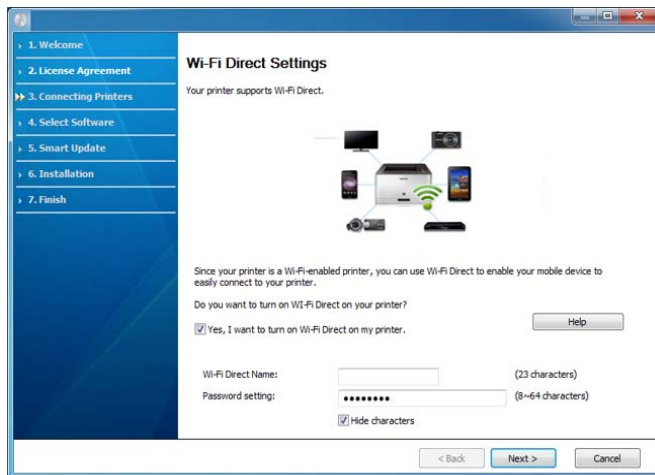 1. Welcome
2. License Agreement
3. Connecting Printers
4. Select Software
5. Smart Update
6. Installation
7. Finish
Wi-Fi Direct Settings
Your printer supports Wi-Fi Direct.
Since your printer is a Wi-Fi-enabled printer, you can use Wi-Fi Direct to enable your mobile device to
easily connect to your printer.
Do you want to turn on WI-Fi Direct on your printer?
Help
Yes, I want to turn on Wi-Fi Direct on my printer.
Wi-Fi Direct Name: (23 characters)
Password setting: •••••••• (8~64 characters)
Hide characters
< Back Next > Cancel